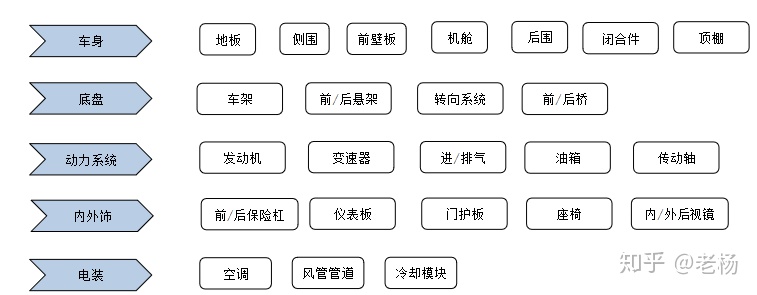 车身 地板 侧围 前壁板 机舱 后围 闭合件 顶棚
底盘 车架 前/后悬架 转向系统 前/后桥
动力系统 发动机 变速器 进/排气 油箱 传动轴
内外饰 前/后保险杠 仪表板 门护板 座椅 内/外后视镜
电装 空调 风管管道 冷却模块
知乎 @老杨